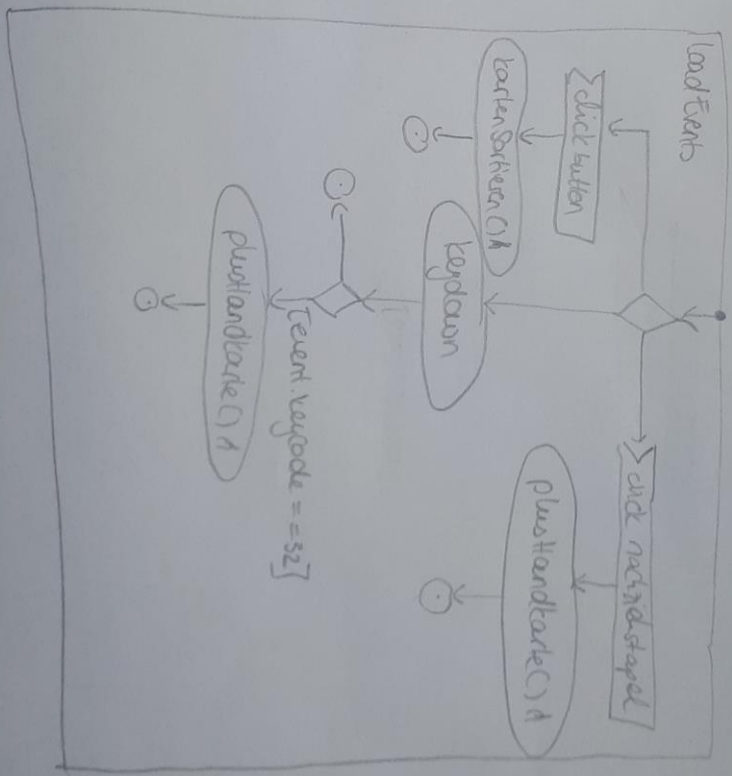 loadEvents
click button
kartenSortieren() ⅄
keydown
[event.keycode == 32]
plusHandkarte() ⅄
click nachziehstapel
plusHandkarte() ⅄